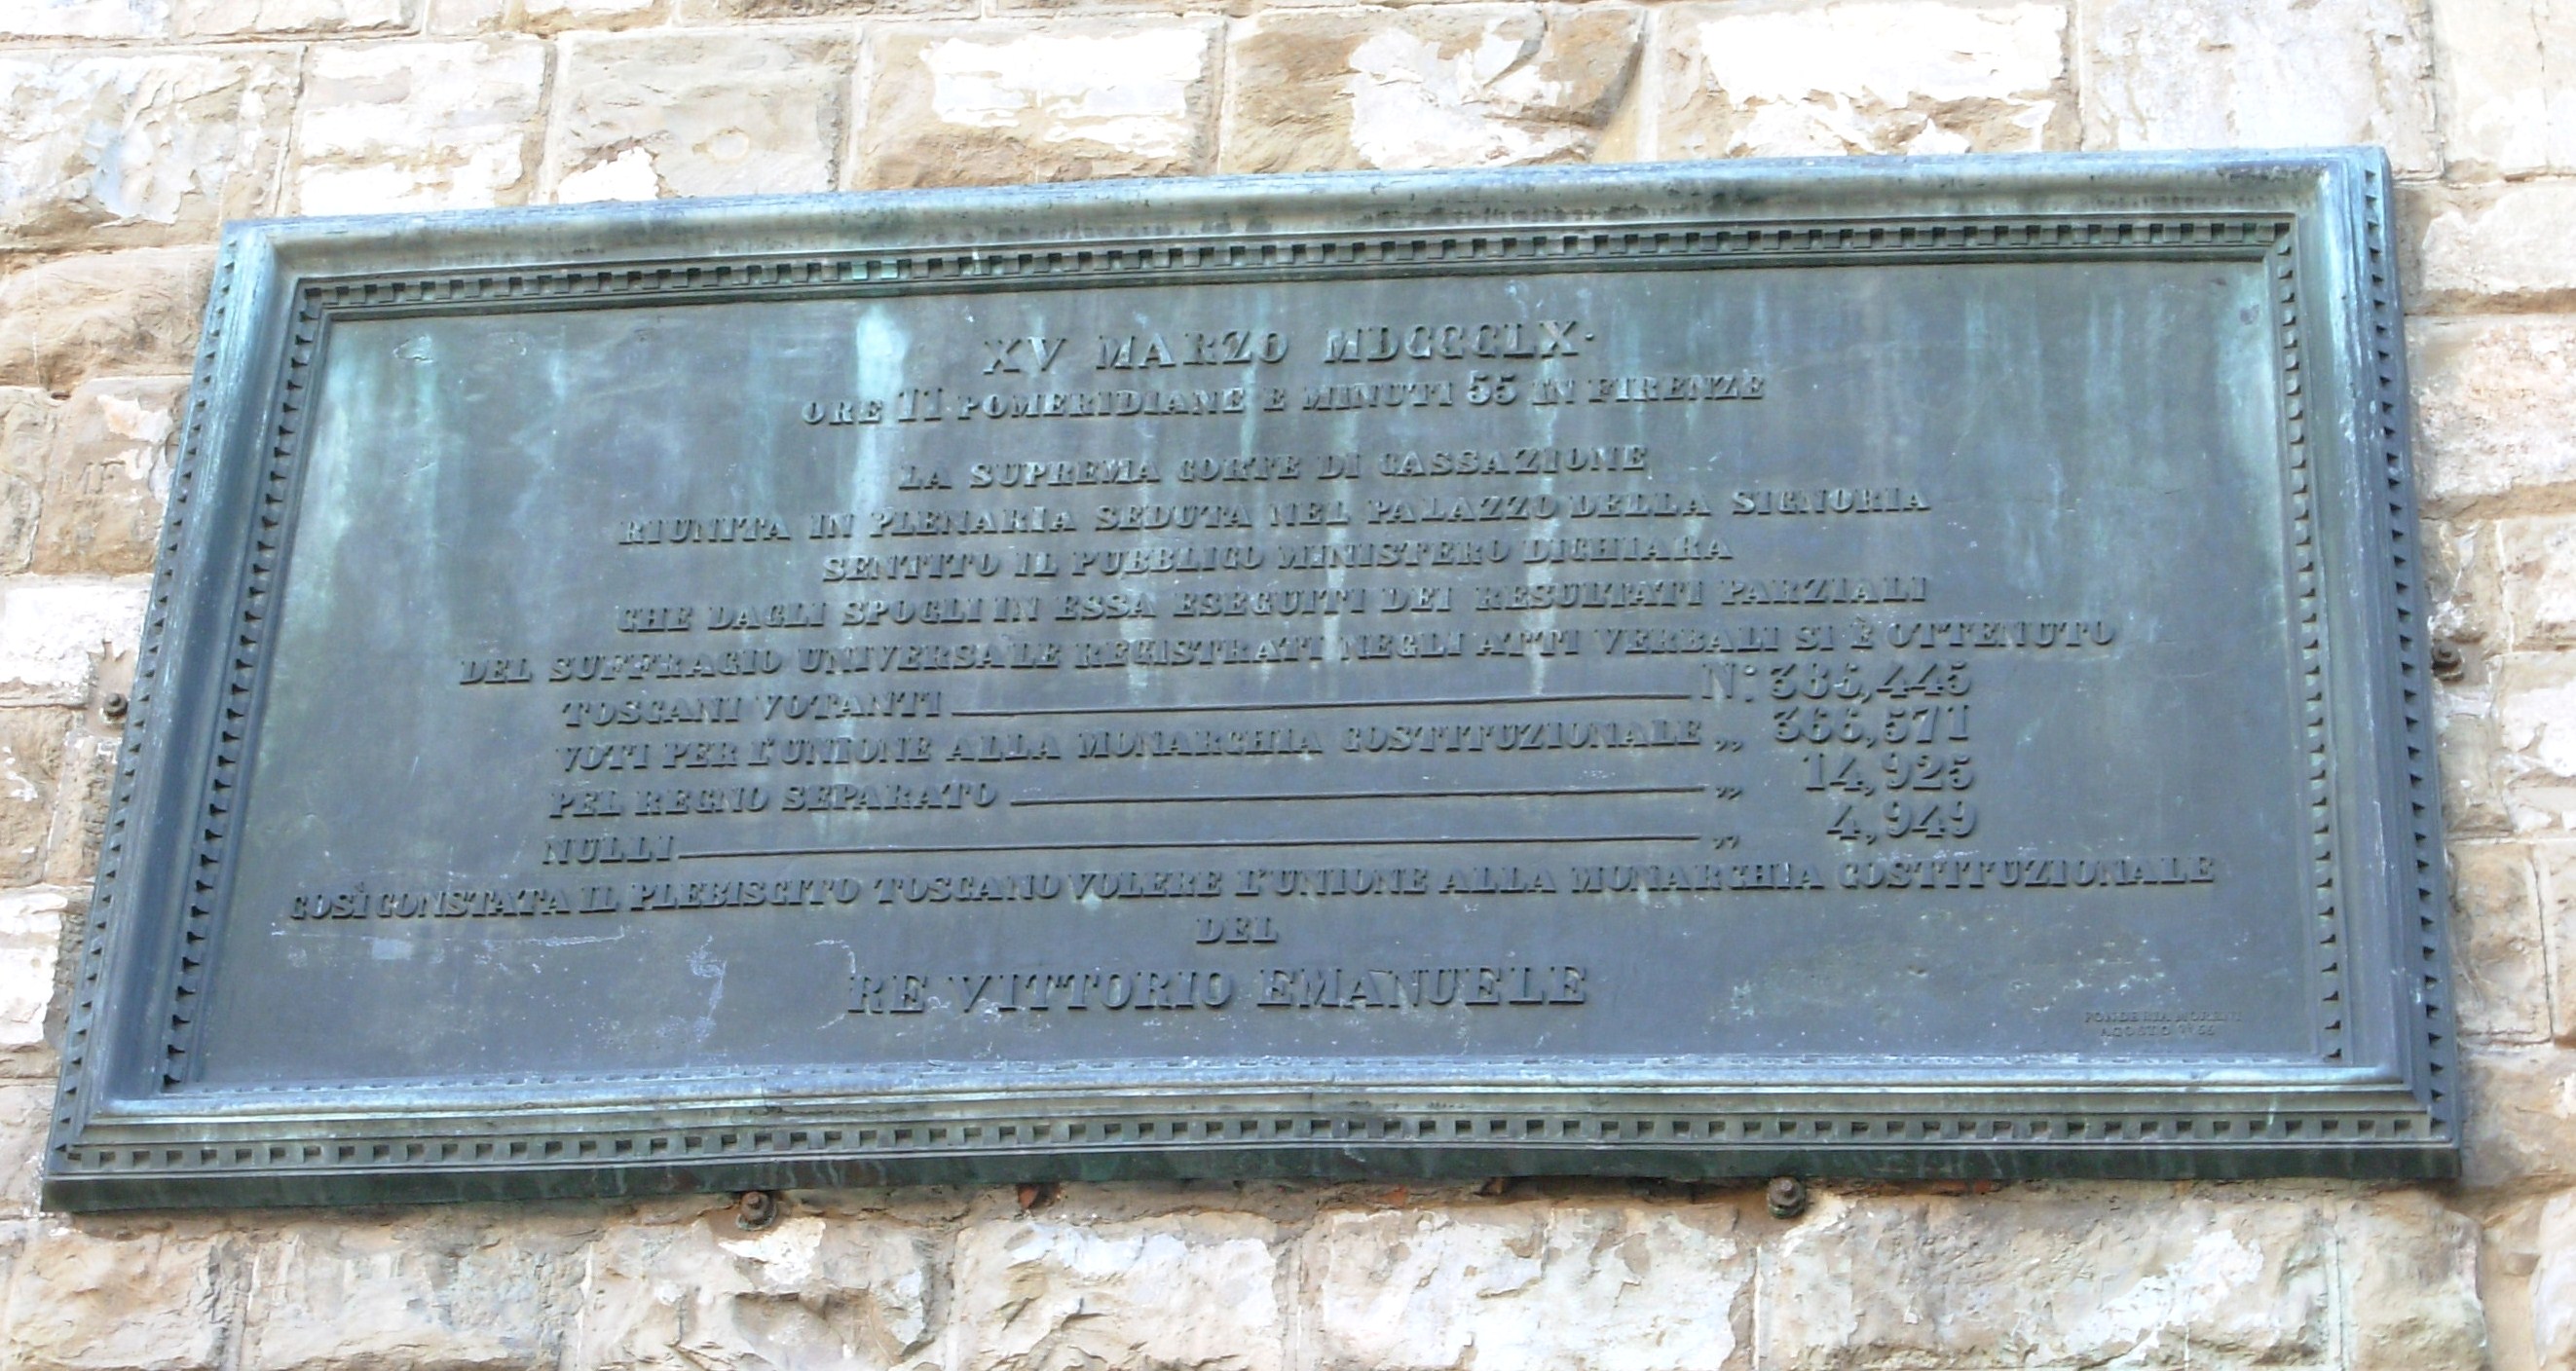 XV MARZO MDCCCLX.
ORE 11 POMERIDIANE E MINUTI 55 IN FIRENZE
LA SUPREMA CORTE DI CASSAZIONE
RIUNITA IN PLENARIA SEDUTA NEL PALAZZO DELLA SIGNORIA
SENTITO IL PUBBLICO MINISTERO DICHIARA
CHE DAGLI SPOGLI IN ESSA ESEGUITI DEI RESULTATI PARZIALI
DEL SUFFRAGIO UNIVERSALE REGISTRATI NEGLI ATTI VERBALI SI È OTTENUTO
TOSCANI VOTANTI N: 386,445
VOTI PER L'UNIONE ALLA MONARCHIA COSTITUZIONALE ,, 366,571
PEL REGNO SEPARATO ,, 14,925
NULLI ,, 4,949
COSÌ CONSTATA IL PLEBISCITO TOSCANO VOLERE L'UNIONE ALLA MONARCHIA COSTITUZIONALE
DEL
RE VITTORIO EMANUELE
FONDERIA MORENI
AGOSTO